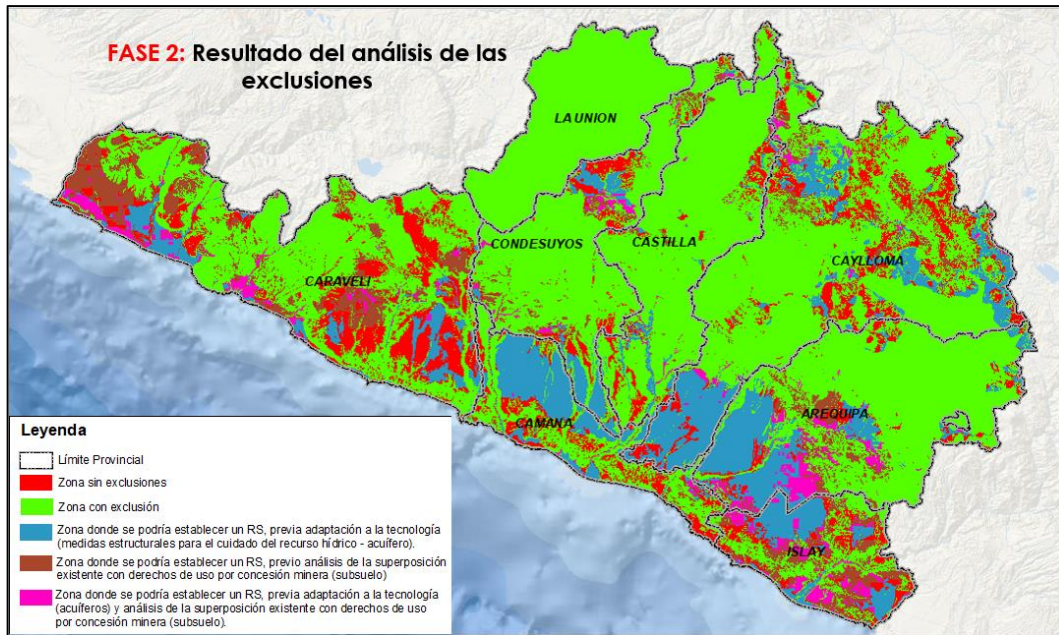 FASE 2: Resultado del análisis de las
exclusiones
LA UNION
CONDESUYOS
CASTILLA
CAYLLOMA
CARAVELI
CAMANA
AREQUIPA
ISLAY
Leyenda
Límite Provincial
Zona sin exclusiones
Zona con exclusión
Zona donde se podría establecer un RS, previa adaptación a la tecnología
(medidas estructurales para el cuidado del recurso hídrico - acuífero).
Zona donde se podría establecer un RS, previo análisis de la superposición
existente con derechos de uso por concesión minera (subsuelo)
Zona donde se podría establecer un RS, previa adaptación a la tecnología
(acuíferos) y análisis de la superposición existente con derechos de uso
por concesión minera (subsuelo).